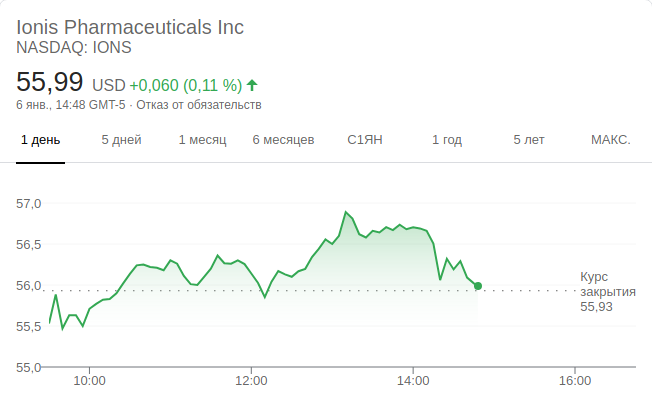 Ionis Pharmaceuticals Inc
NASDAQ: IONS
55,99 USD +0,060 (0,11 %)
6 янв., 14:48 GMT-5 · Отказ от обязательств
1 день 5 дней 1 месяц 6 месяцев С1ЯН 1 год 5 лет МАКС.
57,0
56,5
56,0
55,5
55,0
Курс
закрытия
55,93
10:00 12:00 14:00 16:00